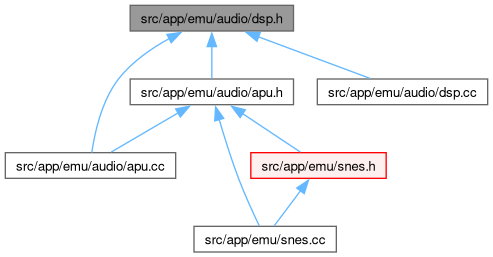 src/app/emu/audio/dsp.h
src/app/emu/audio/apu.h
src/app/emu/audio/dsp.cc
src/app/emu/audio/apu.cc
src/app/emu/snes.h
src/app/emu/snes.cc